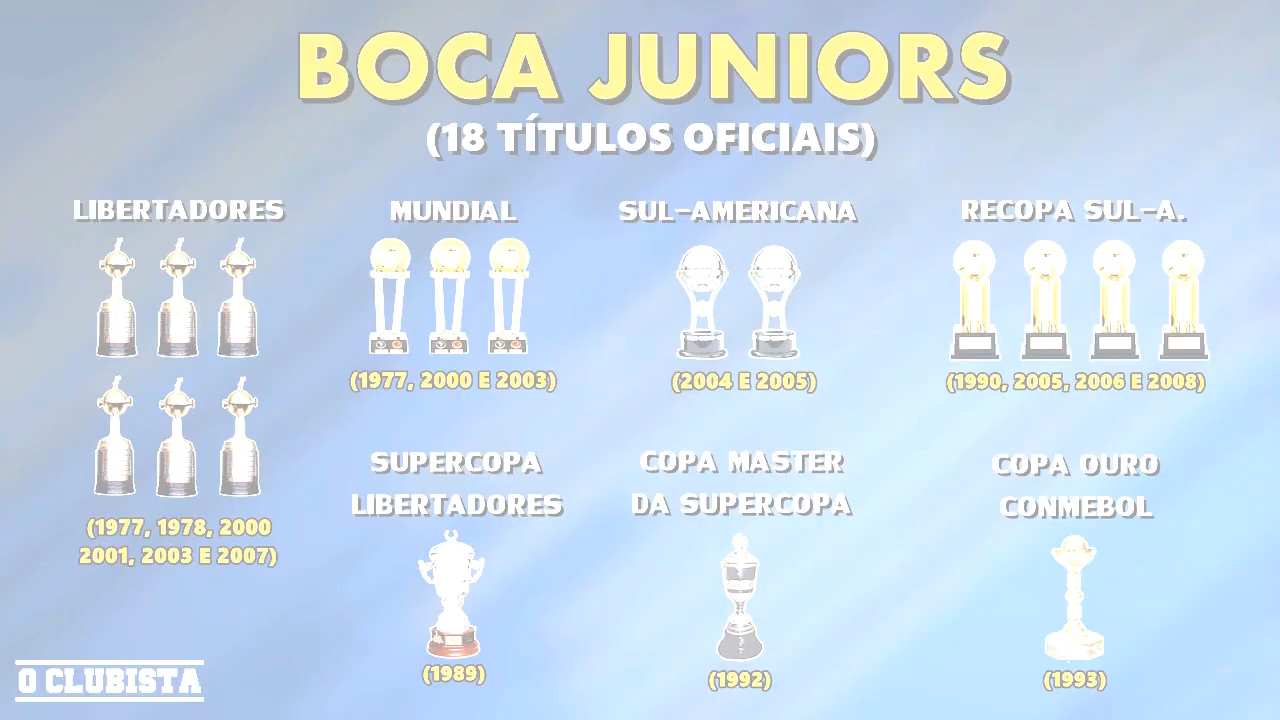 BOCA JUNIORS
(18 TÍTULOS OFICIAIS)
LIBERTADORES
(1977, 1978, 2000
2001, 2003 E 2007)
MUNDIAL
(1977, 2000 E 2003)
SUL-AMERICANA
(2004 E 2005)
RECOPA SUL-A.
(1990, 2005, 2006 E 2008)
SUPERCOPA
LIBERTADORES
(1989)
COPA MASTER
DA SUPERCOPA
(1992)
COPA OURO
CONMEBOL
(1993)
O CLUBISTA